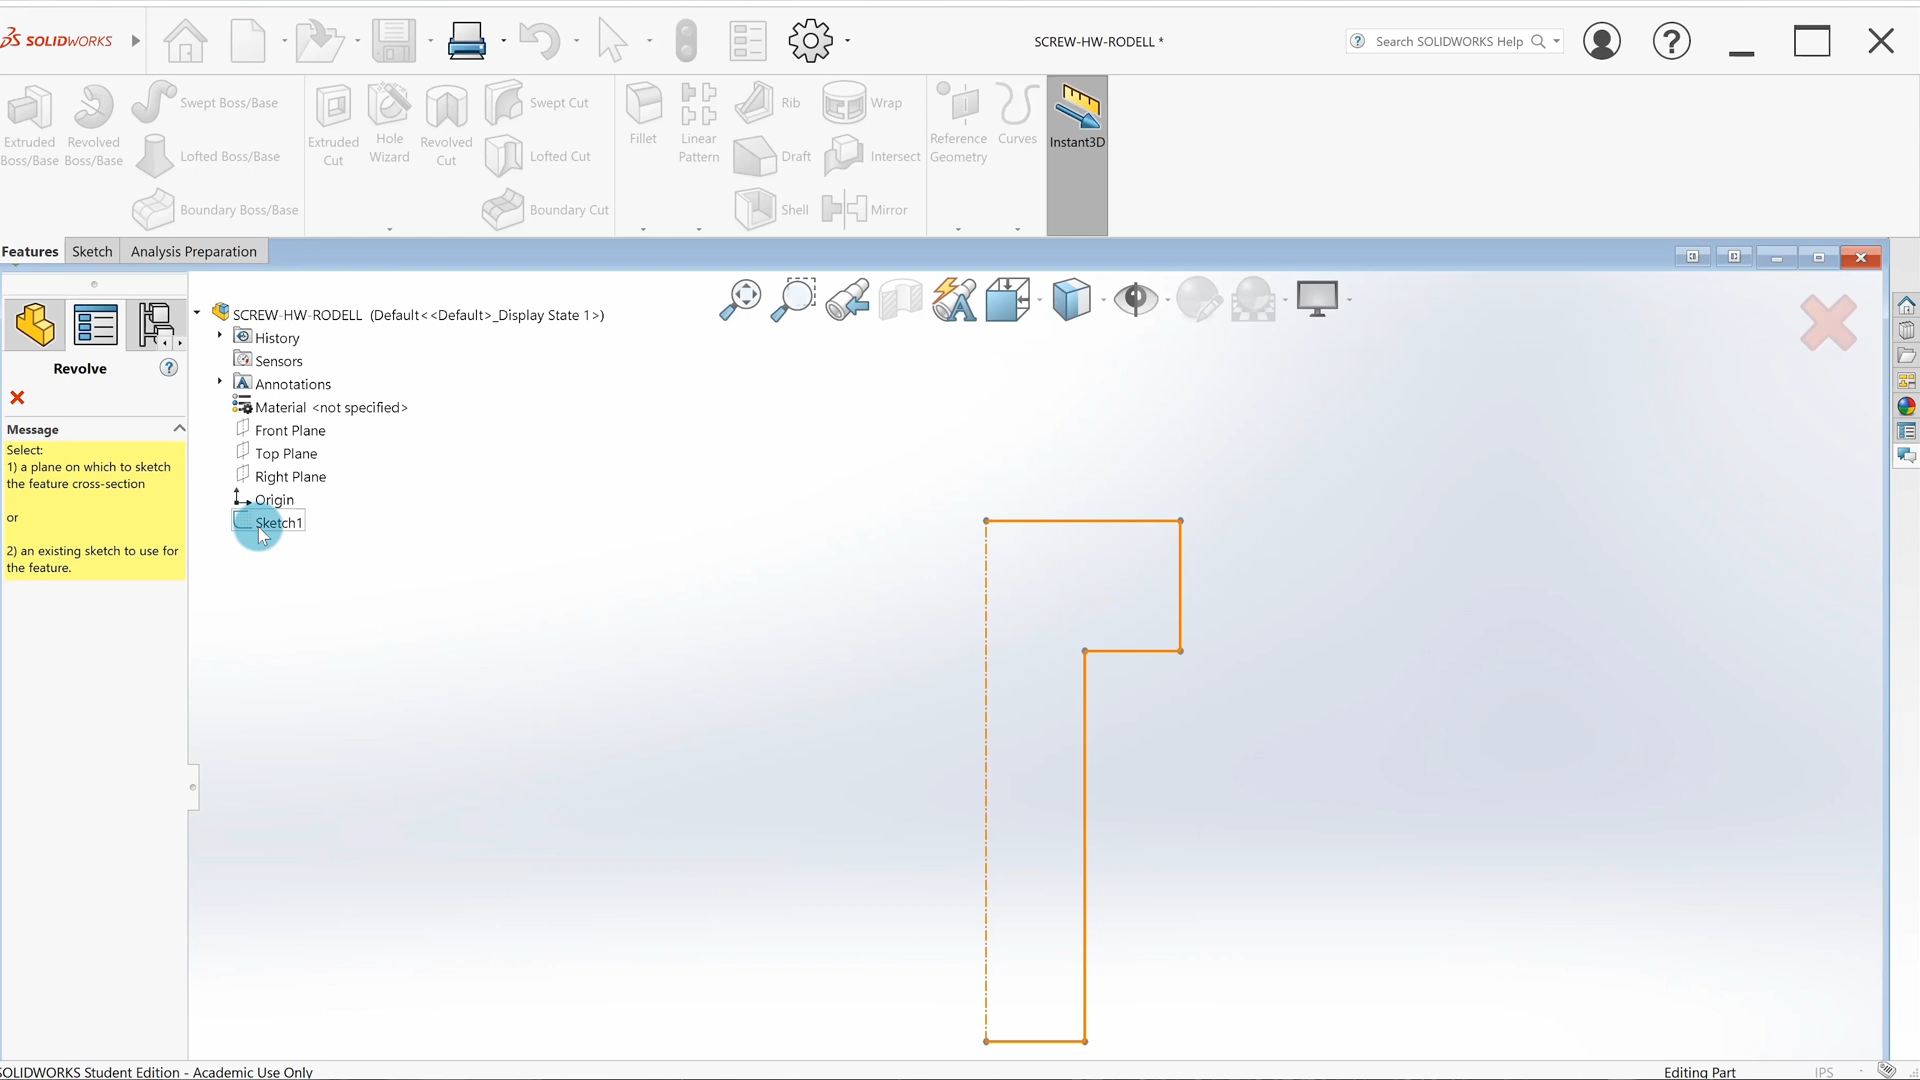 SOLIDWORKS
SCREW-HW-RODELL *
Search SOLIDWORKS Help
Extruded Boss/Base
Revolved Boss/Base
Swept Boss/Base
Lofted Boss/Base
Boundary Boss/Base
Extruded Cut
Hole Wizard
Revolved Cut
Swept Cut
Lofted Cut
Boundary Cut
Fillet
Linear Pattern
Rib
Draft
Shell
Wrap
Intersect
Mirror
Reference Geometry
Curves
Instant3D
Features
Sketch
Analysis Preparation
Revolve
Message
Select:
1) a plane on which to sketch
the feature cross-section
or
2) an existing sketch to use for
the feature.
SCREW-HW-RODELL (Default<<Default>_Display State 1>)
History
Sensors
Annotations
Material <not specified>
Front Plane
Top Plane
Right Plane
Origin
Sketch1
SOLIDWORKS Student Edition - Academic Use Only
Editing Part
IPS